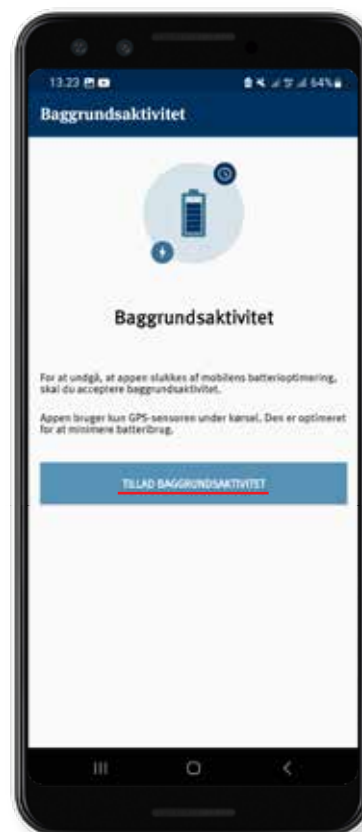 13.23
64%
Baggrundsaktivitet
Baggrundsaktivitet
For at undgå, at appen slukkes af mobilens batterioptimering,
skal du acceptere baggrundsaktivitet.
Appen bruger kun GPS-sensoren under kørsel. Den er optimeret
for at minimere batteribrug.
TILLAD BAGGRUNDSAKTIVITET